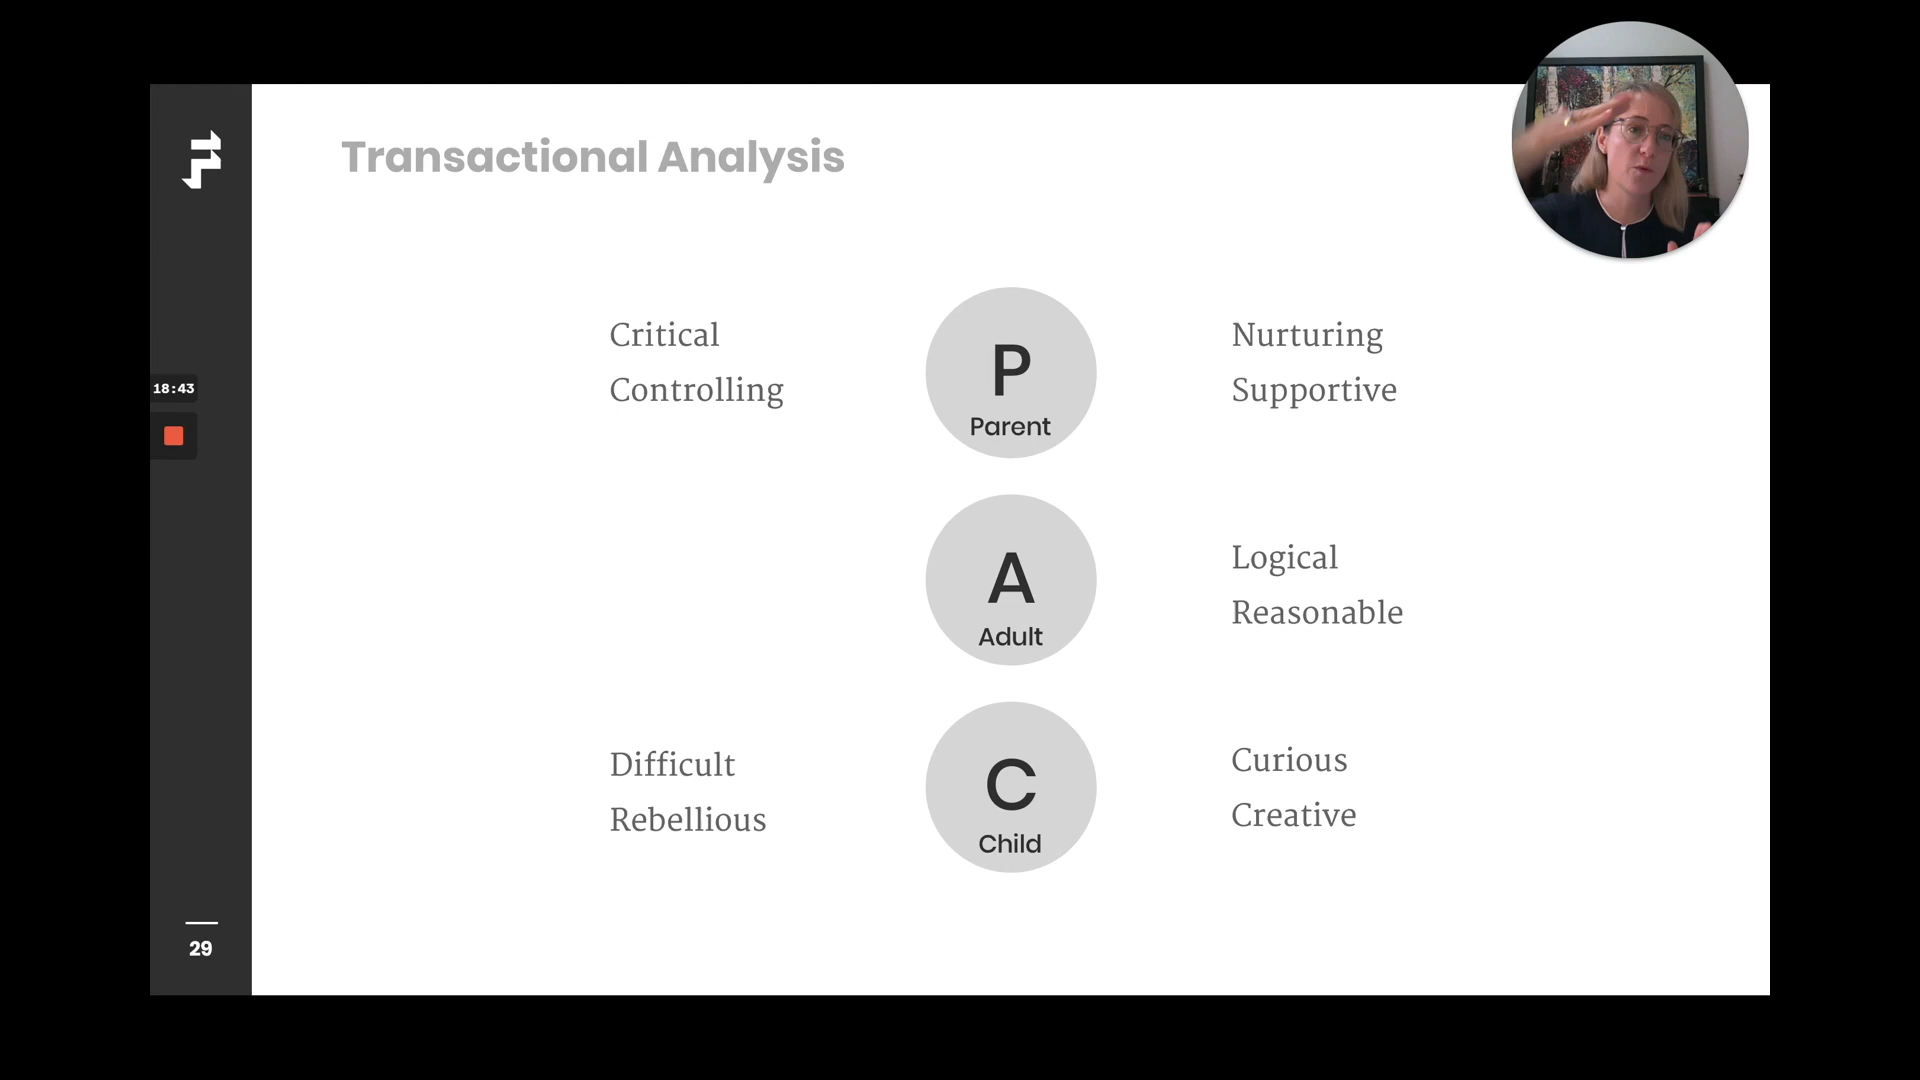 Transactional Analysis
Critical
Controlling
P
Parent
Nurturing
Supportive
18:43
A
Adult
Logical
Reasonable
Difficult
Rebellious
C
Child
Curious
Creative
29